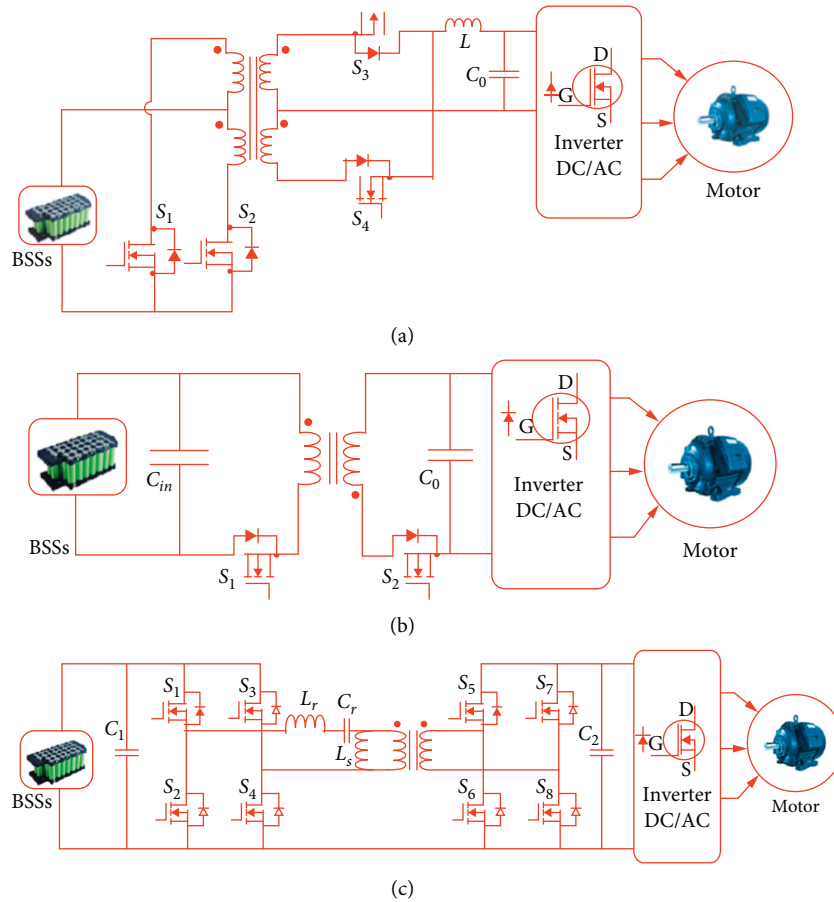 S3
L
C0
D
G
S
Inverter
DC/AC
Motor
S1
S2
S4
BSSs
(a)
D
G
S
Cin
C0
Inverter
DC/AC
BSSs
Motor
S1
S2
(b)
S1
S3
Lr
Cr
S5
S7
C1
Ls
C2
D
G
S
BSSs
S2
S4
S6
S8
Inverter
DC/AC
Motor
(c)